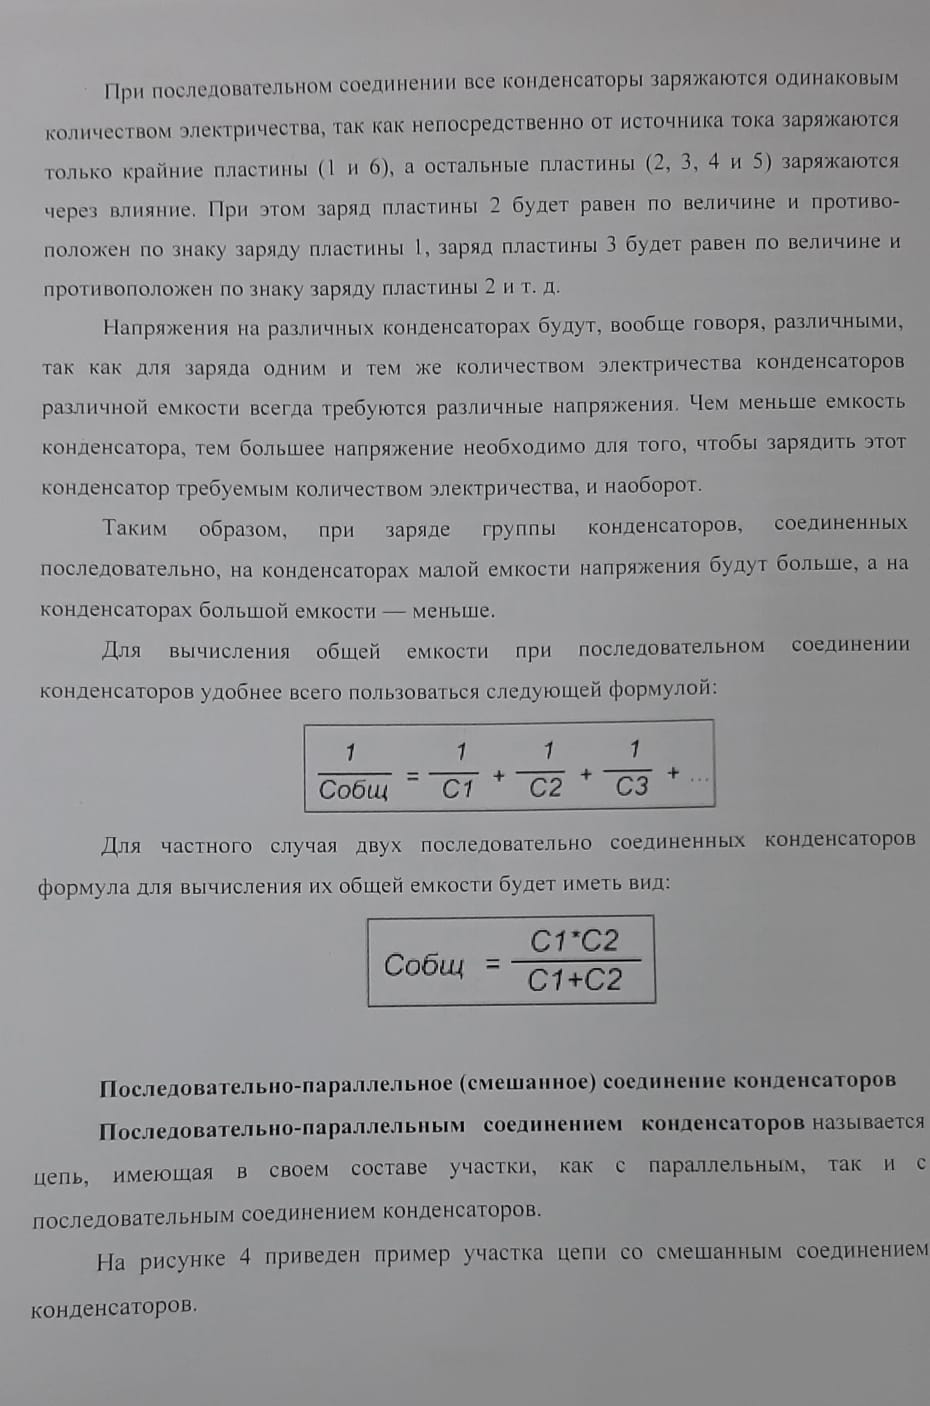 При последовательном соединении все конденсаторы заряжаются одинаковым
количеством электричества, так как непосредственно от источника тока заряжаются
только крайние пластины (1 и 6), а остальные пластины (2, 3, 4 и 5) заряжаются
через влияние. При этом заряд пластины 2 будет равен по величине и противо-
положен по знаку заряду пластины 1, заряд пластины 3 будет равен по величине и
противоположен по знаку заряду пластины 2 и т. д.
Напряжения на различных конденсаторах будут, вообще говоря, различными,
так как для заряда одним и тем же количеством электричества конденсаторов
различной емкости всегда требуются различные напряжения. Чем меньше емкость
конденсатора, тем большее напряжение необходимо для того, чтобы зарядить этот
конденсатор требуемым количеством электричества, и наоборот.
Таким образом, при заряде группы конденсаторов, соединенных
последовательно, на конденсаторах малой емкости напряжения будут больше, а на
конденсаторах большой емкости — меньше.
Для вычисления общей емкости при последовательном соединении
конденсаторов удобнее всего пользоваться следующей формулой:
1/Cобщ = 1/C1 + 1/C2 + 1/C3 + ...
Для частного случая двух последовательно соединенных конденсаторов
формула для вычисления их общей емкости будет иметь вид:
Cобщ = C1*C2/C1+C2
Последовательно-параллельное (смешанное) соединение конденсаторов
Последовательно-параллельным соединением конденсаторов называется
цепь, имеющая в своем составе участки, как с параллельным, так и с
последовательным соединением конденсаторов.
На рисунке 4 приведен пример участка цепи со смешанным соединением
конденсаторов.